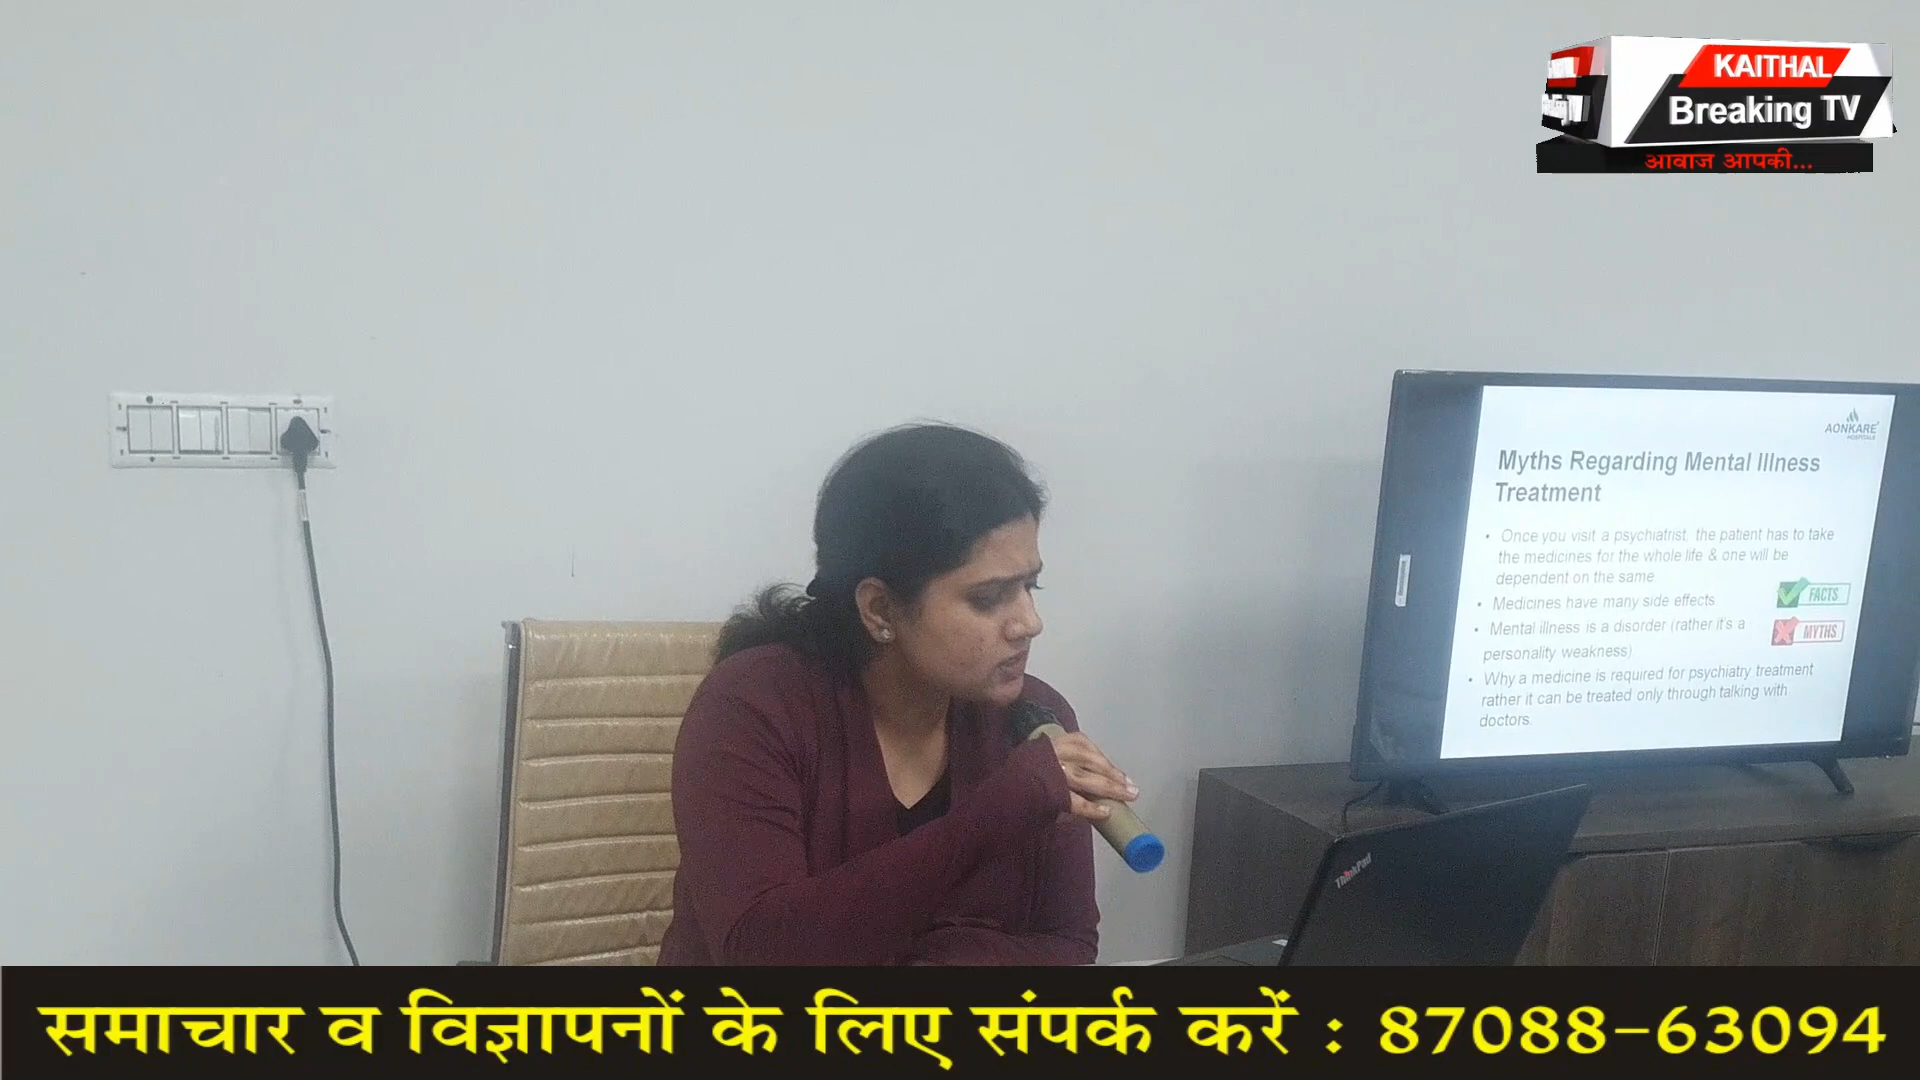 KAITHAL
Breaking TV
आवाज आपकी...
AONKARE
HOSPITALS
Myths Regarding Mental Illness
Treatment
• Once you visit a psychiatrist, the patient has to take
the medicines for the whole life & one will be
dependent on the same
• Medicines have many side effects
FACTS
• Mental illness is a disorder (rather it's a
personality weakness)
MYTHS
• Why a medicine is required for psychiatry treatment
rather it can be treated only through talking with
doctors.
ThinkPad
समाचार व विज्ञापनों के लिए संपर्क करें : 87088-63094